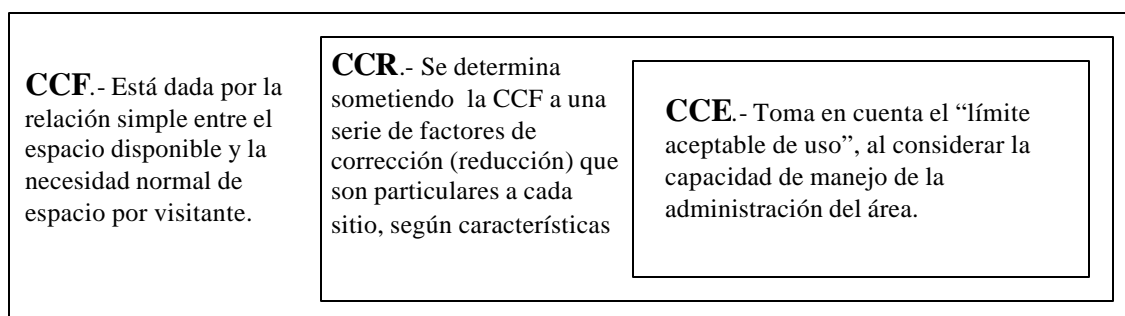 CCF.- Está dada por la
relación simple entre el
espacio disponible y la
necesidad normal de
espacio por visitante.
CCR.- Se determina
sometiendo la CCF a una
serie de factores de
corrección (reducción) que
son particulares a cada
sitio, según características
CCE.- Toma en cuenta el “límite
aceptable de uso”, al considerar la
capacidad de manejo de la
administración del área.